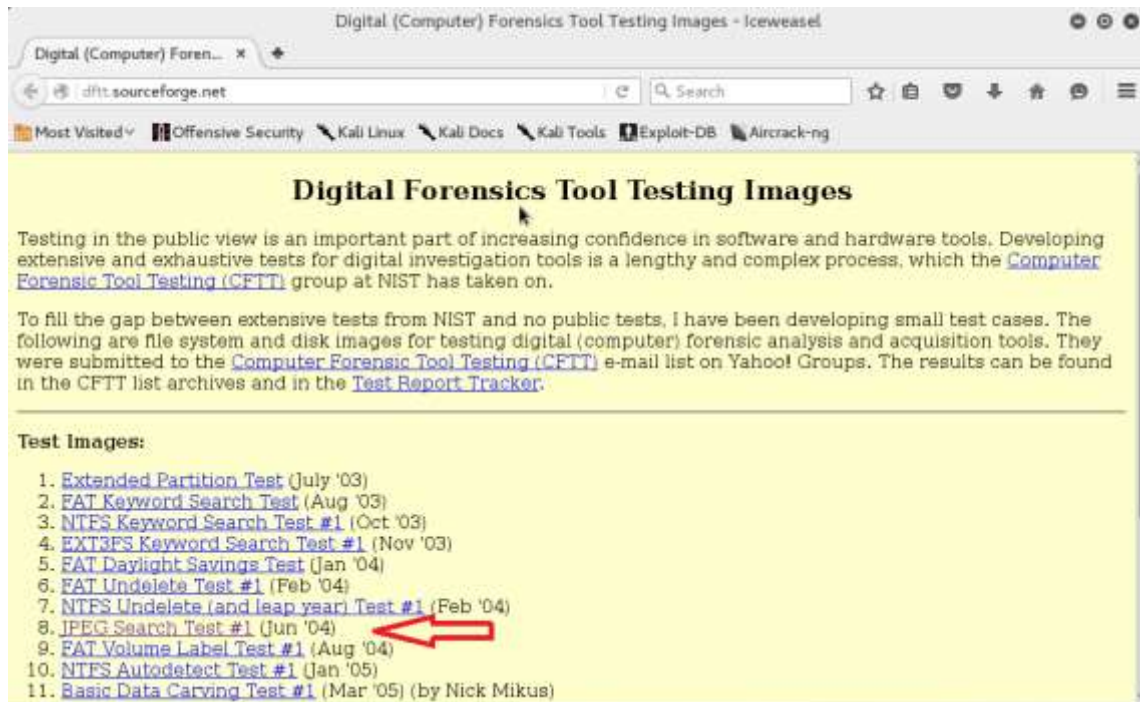 Digital (Computer) Forensics Tool Testing Images - Iceweasel
Digital (Computer) Foren...
dftt.sourceforge.net
Search
Most Visited Offensive Security Kali Linux Kali Docs Kali Tools Exploit-DB Aircrack-ng
Digital Forensics Tool Testing Images
Testing in the public view is an important part of increasing confidence in software and hardware tools. Developing
extensive and exhaustive tests for digital investigation tools is a lengthy and complex process, which the Computer
Forensic Tool Testing (CFTT) group at NIST has taken on.
To fill the gap between extensive tests from NIST and no public tests, I have been developing small test cases. The
following are file system and disk images for testing digital (computer) forensic analysis and acquisition tools. They
were submitted to the Computer Forensic Tool Testing (CFTT) e-mail list on Yahoo! Groups. The results can be found
in the CFTT list archives and in the Test Report Tracker.
Test Images:
1. Extended Partition Test (July '03)
2. FAT Keyword Search Test (Aug '03)
3. NTFS Keyword Search Test #1 (Oct '03)
4. EXT3FS Keyword Search Test #1 (Nov '03)
5. FAT Daylight Savings Test (Jan '04)
6. FAT Undelete Test #1 (Feb '04)
7. NTFS Undelete (and leap year) Test #1 (Feb '04)
8. JPEG Search Test #1 (Jun '04)
9. FAT Volume Label Test #1 (Aug '04)
10. NTFS Autodetect Test #1 (Jan '05)
11. Basic Data Carving Test #1 (Mar '05) (by Nick Mikus)